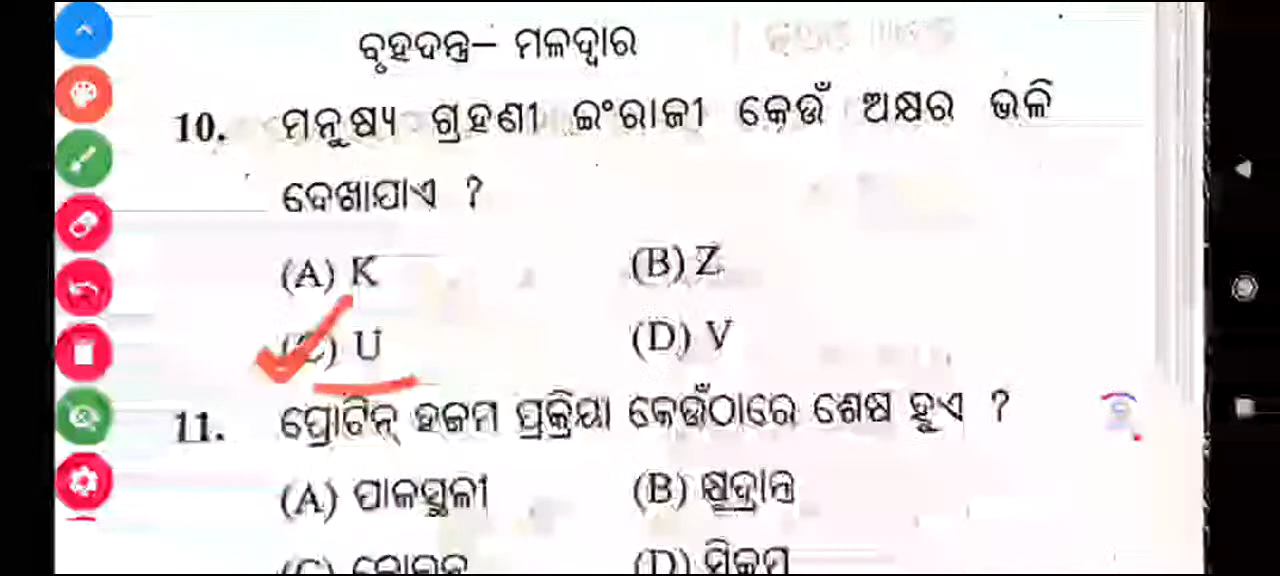 ବୃହଦନ୍ତ୍ର– ମଳଦ୍ୱାର
10. ମନୁଷ୍ୟ ଗ୍ରହଣୀ ଇଂରାଜୀ କେଉଁ ଅକ୍ଷର ଭଳି
ଦେଖାଯାଏ ?
(A) K (B) Z
(C) U (D) V
11. ପ୍ରୋଟିନ୍ ହଜମ ପ୍ରକ୍ରିୟା କେଉଁଠାରେ ଶେଷ ହୁଏ ?
(A) ପାକସ୍ଥଳୀ (B) କ୍ଷୁଦ୍ରାନ୍ତ୍ର
(C) (D)